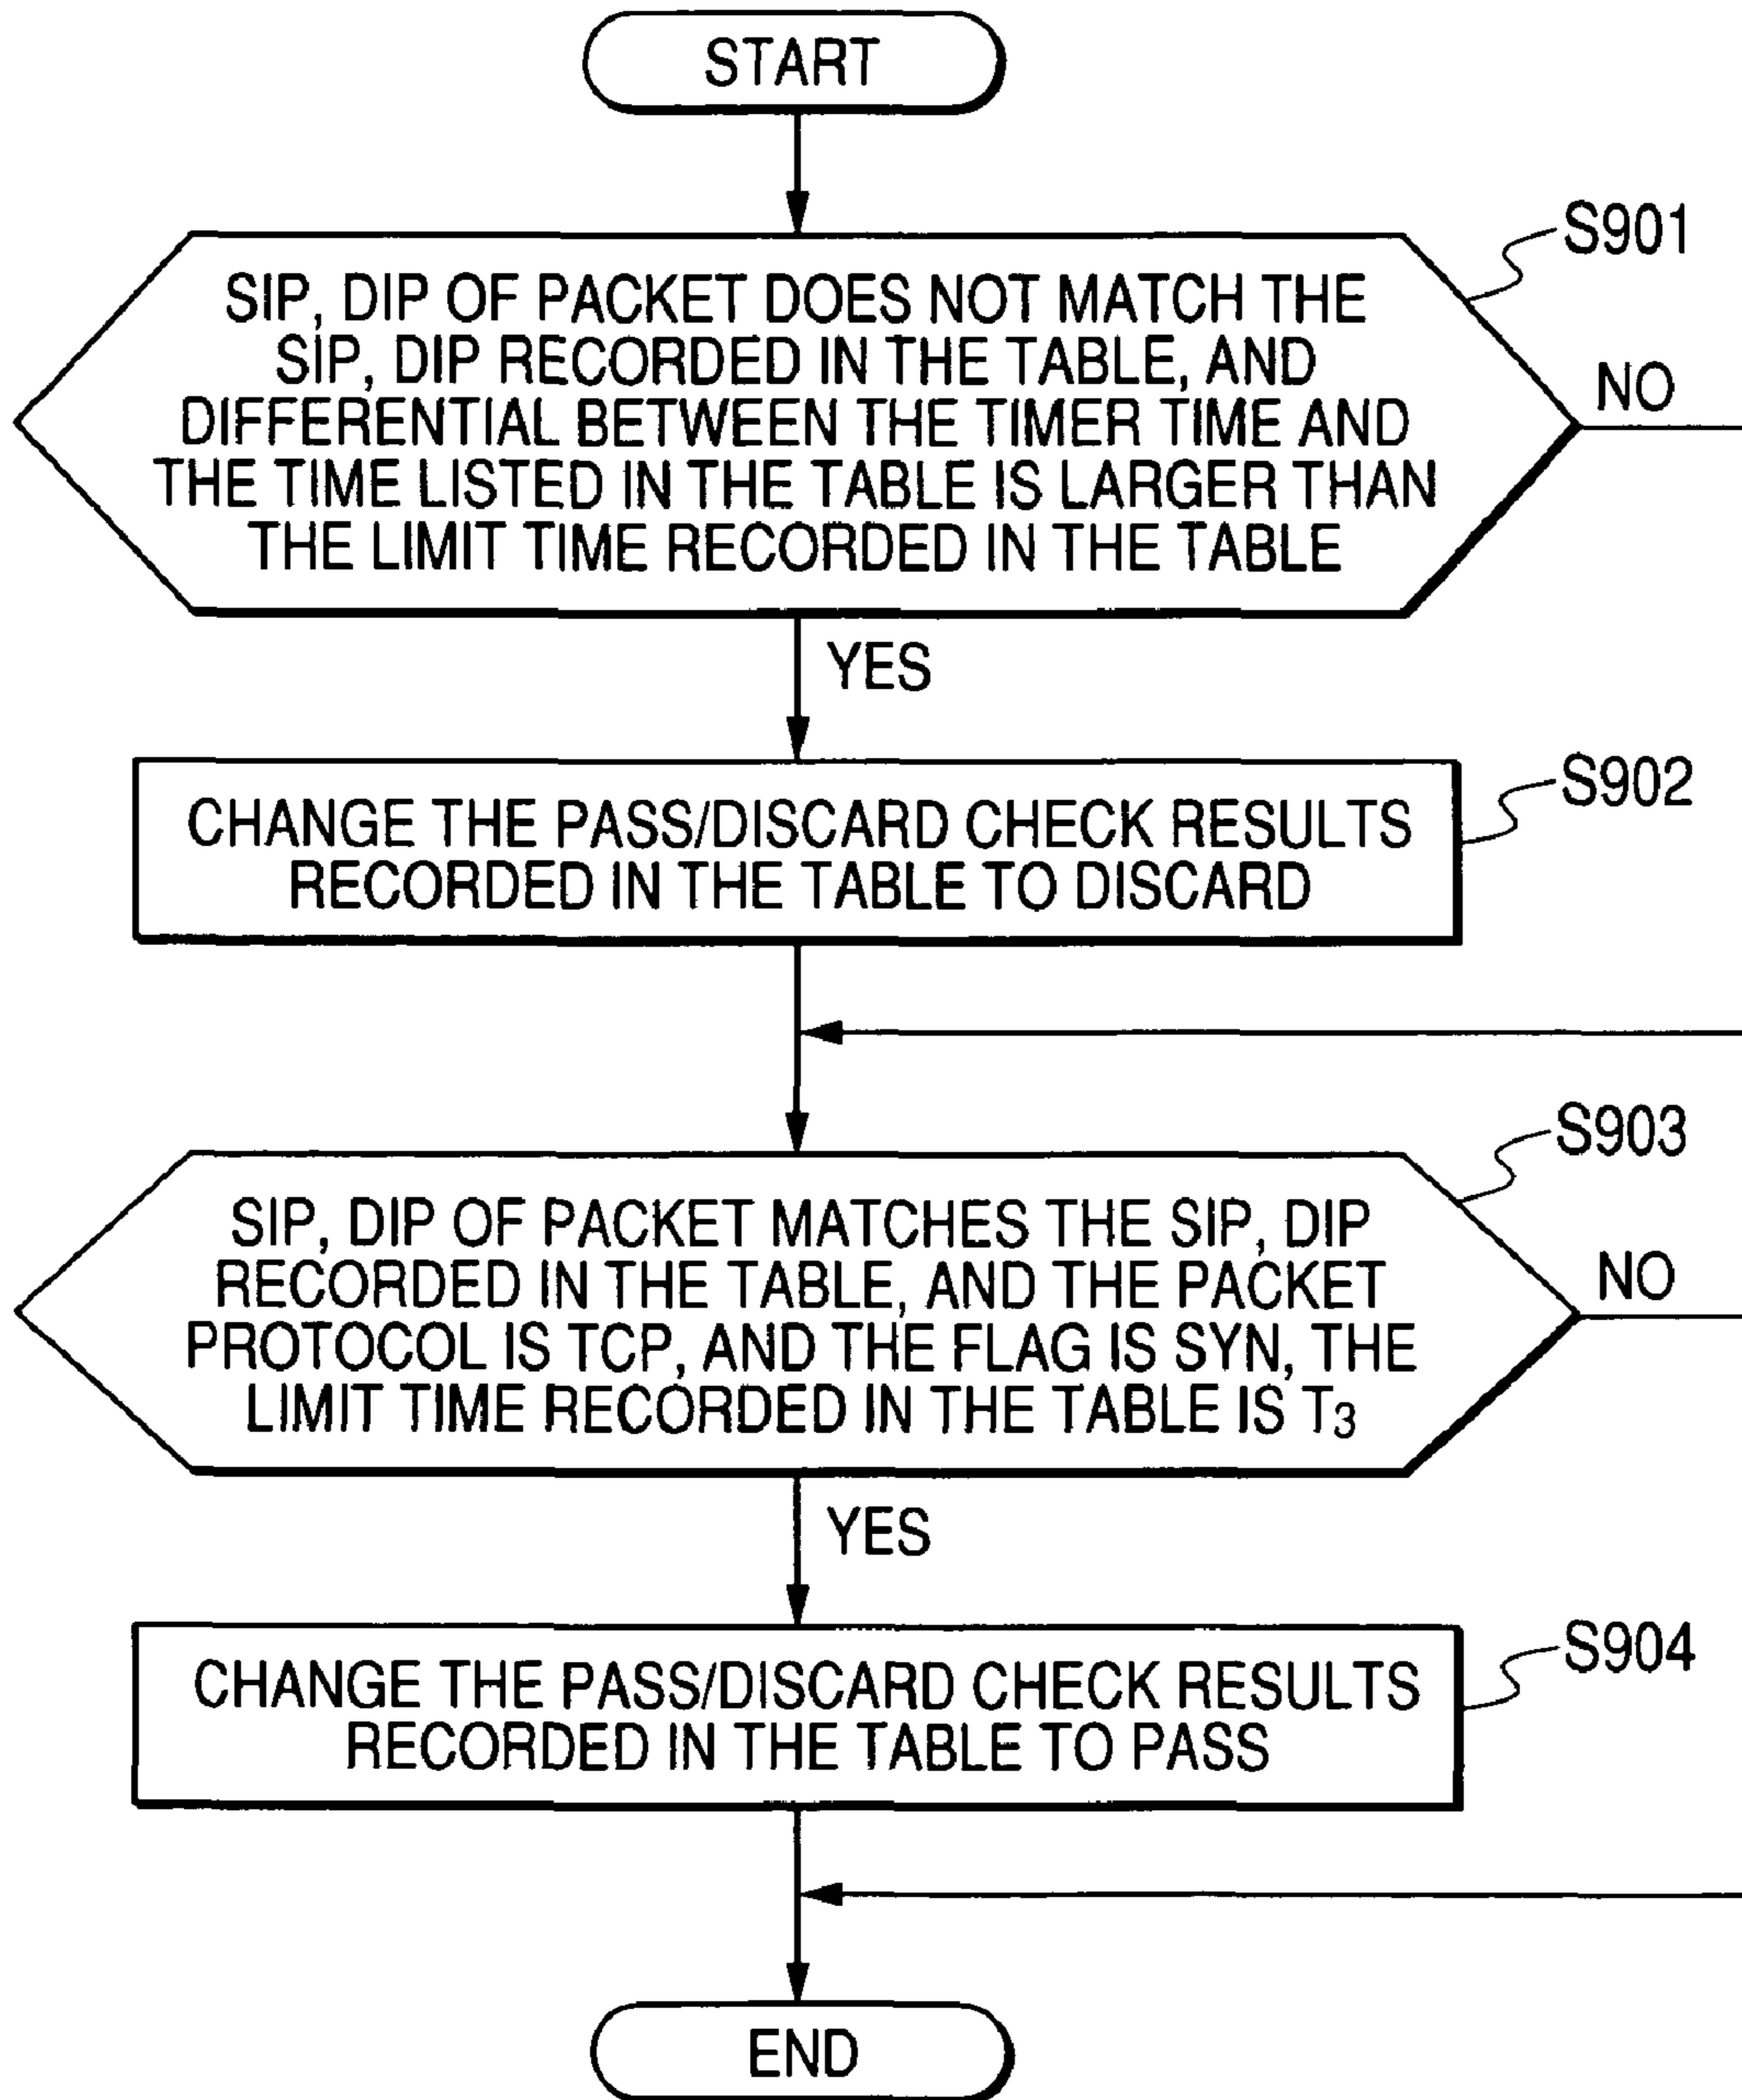 START
S901
SIP, DIP OF PACKET DOES NOT MATCH THE
SIP, DIP RECORDED IN THE TABLE, AND
DIFFERENTIAL BETWEEN THE TIMER TIME AND
THE TIME LISTED IN THE TABLE IS LARGER THAN
THE LIMIT TIME RECORDED IN THE TABLE
NO
YES
S902
CHANGE THE PASS/DISCARD CHECK RESULTS
RECORDED IN THE TABLE TO DISCARD
S903
SIP, DIP OF PACKET MATCHES THE SIP, DIP
RECORDED IN THE TABLE, AND THE PACKET
PROTOCOL IS TCP, AND THE FLAG IS SYN, THE
LIMIT TIME RECORDED IN THE TABLE IS T₃
NO
YES
S904
CHANGE THE PASS/DISCARD CHECK RESULTS
RECORDED IN THE TABLE TO PASS
END